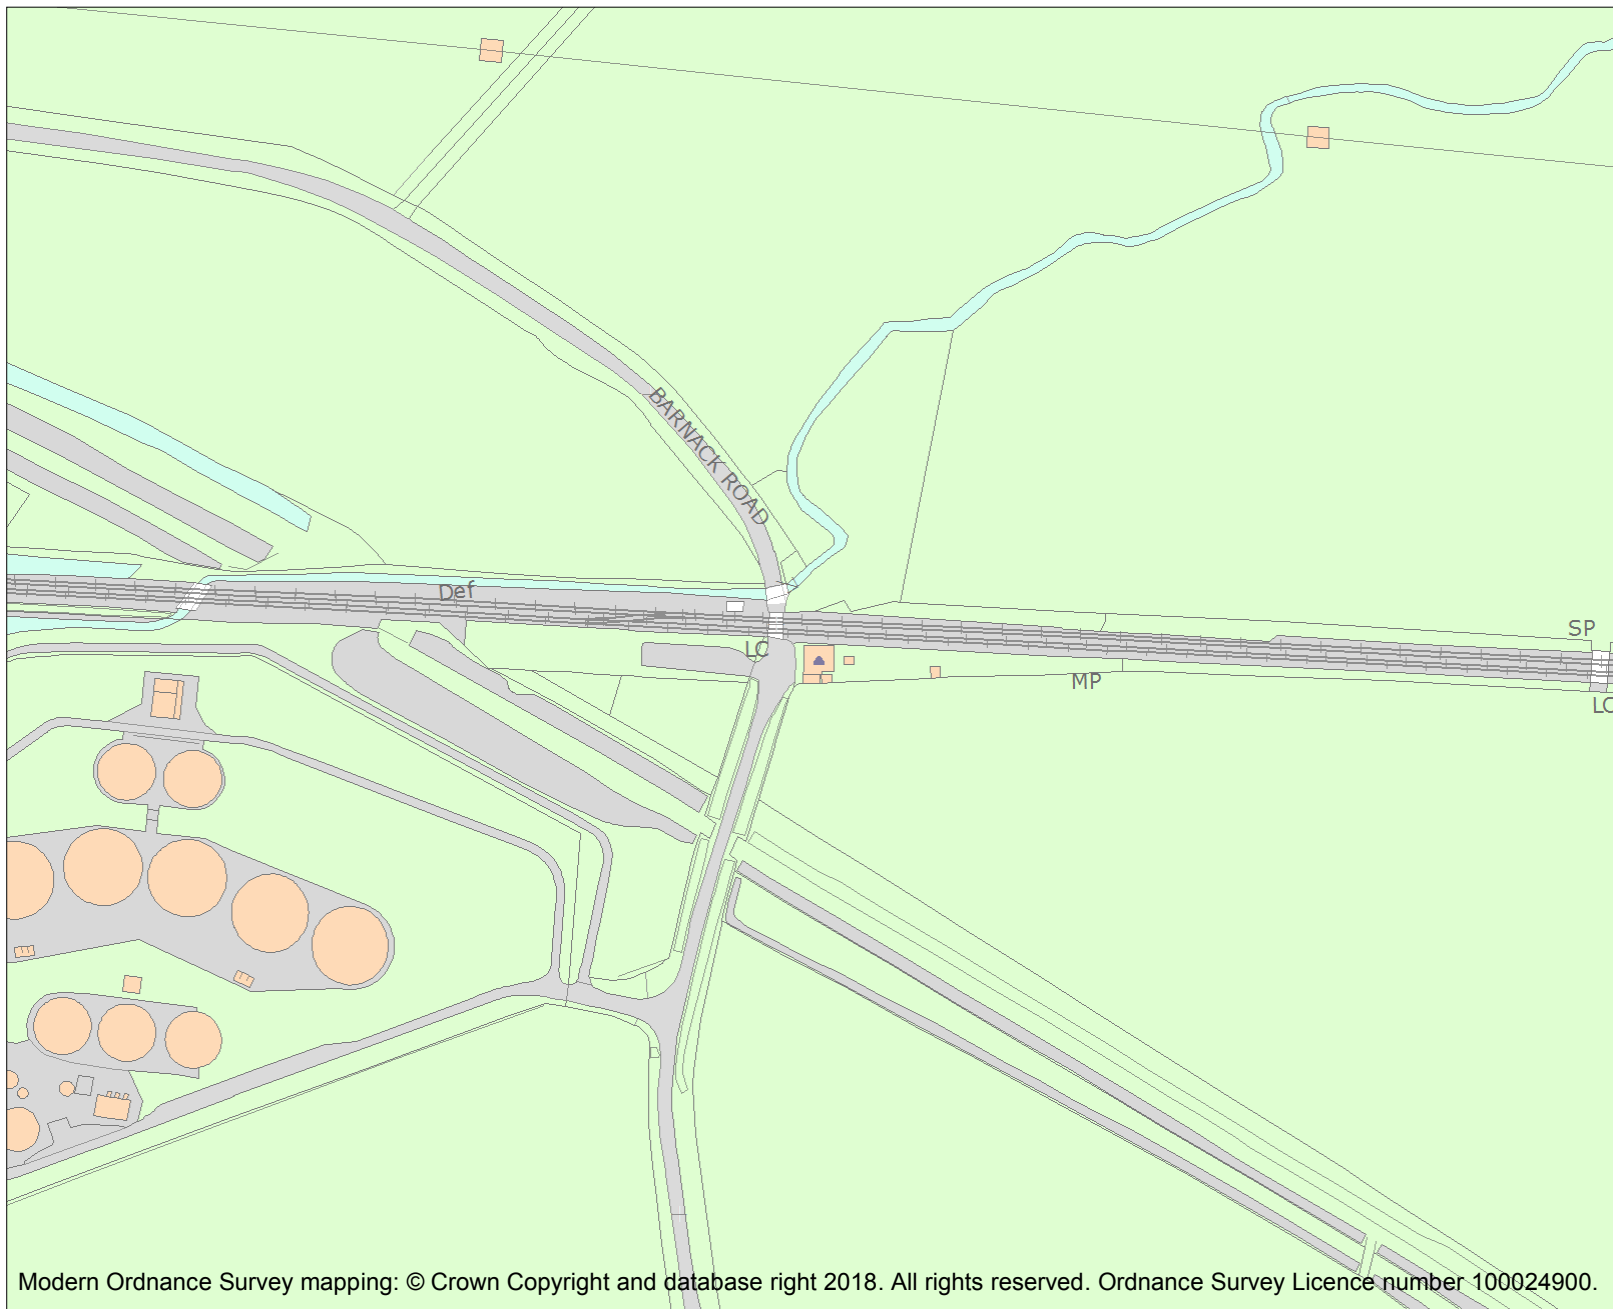 BARNACK ROAD
Def
SP
LC
MP
LC
Modern Ordnance Survey mapping: © Crown Copyright and database right 2018. All rights reserved. Ordnance Survey Licence number 100024900.